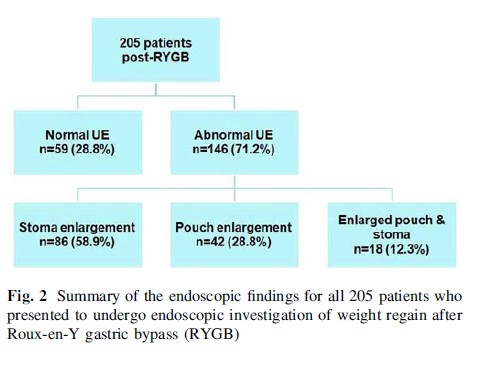 205 patients
post-RYGB
Normal UE
n=59 (28.8%)
Abnormal UE
n=146 (71.2%)
Stoma enlargement
n=86 (58.9%)
Pouch enlargement
n=42 (28.8%)
Enlarged pouch &
stoma
n=18 (12.3%)
Fig. 2 Summary of the endoscopic findings for all 205 patients who
presented to undergo endoscopic investigation of weight regain after
Roux-en-Y gastric bypass (RYGB)